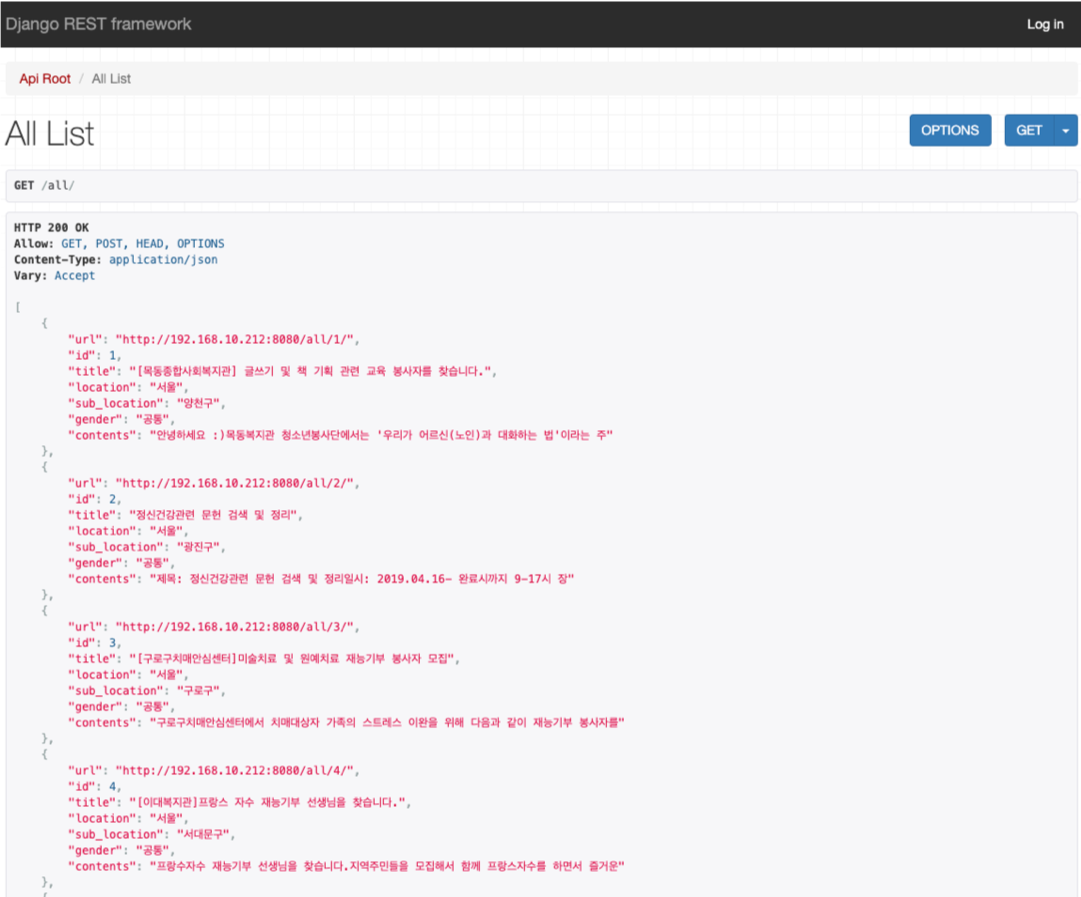 Django REST framework
Log in
Api Root / All List
All List
OPTIONS
GET
GET /all/
HTTP 200 OK
Allow: GET, POST, HEAD, OPTIONS
Content-Type: application/json
Vary: Accept
[
{
"url": "http://192.168.10.212:8080/all/1/",
"id": 1,
"title": "[목동종합사회복지관] 글쓰기 및 책 기획 관련 교육 봉사자를 찾습니다.",
"location": "서울",
"sub_location": "양천구",
"gender": "공통",
"contents": "안녕하세요 :)목동복지관 청소년봉사단에서는 '우리가 어르신(노인)과 대화하는 법'이라는 주"
},
{
"url": "http://192.168.10.212:8080/all/2/",
"id": 2,
"title": "정신건강관련 문헌 검색 및 정리",
"location": "서울",
"sub_location": "광진구",
"gender": "공통",
"contents": "제목: 정신건강관련 문헌 검색 및 정리일시: 2019.04.16- 완료시까지 9-17시 장"
},
{
"url": "http://192.168.10.212:8080/all/3/",
"id": 3,
"title": "[구로구치매안심센터]미술치료 및 원예치료 재능기부 봉사자 모집",
"location": "서울",
"sub_location": "구로구",
"gender": "공통",
"contents": "구로구치매안심센터에서 치매대상자 가족의 스트레스 이완을 위해 다음과 같이 재능기부 봉사자를"
},
{
"url": "http://192.168.10.212:8080/all/4/",
"id": 4,
"title": "[이대복지관]프랑스 자수 재능기부 선생님을 찾습니다.",
"location": "서울",
"sub_location": "서대문구",
"gender": "공통",
"contents": "프랑수자수 재능기부 선생님을 찾습니다.지역주민들을 모집해서 함께 프랑스자수를 하면서 즐거운"
},
{